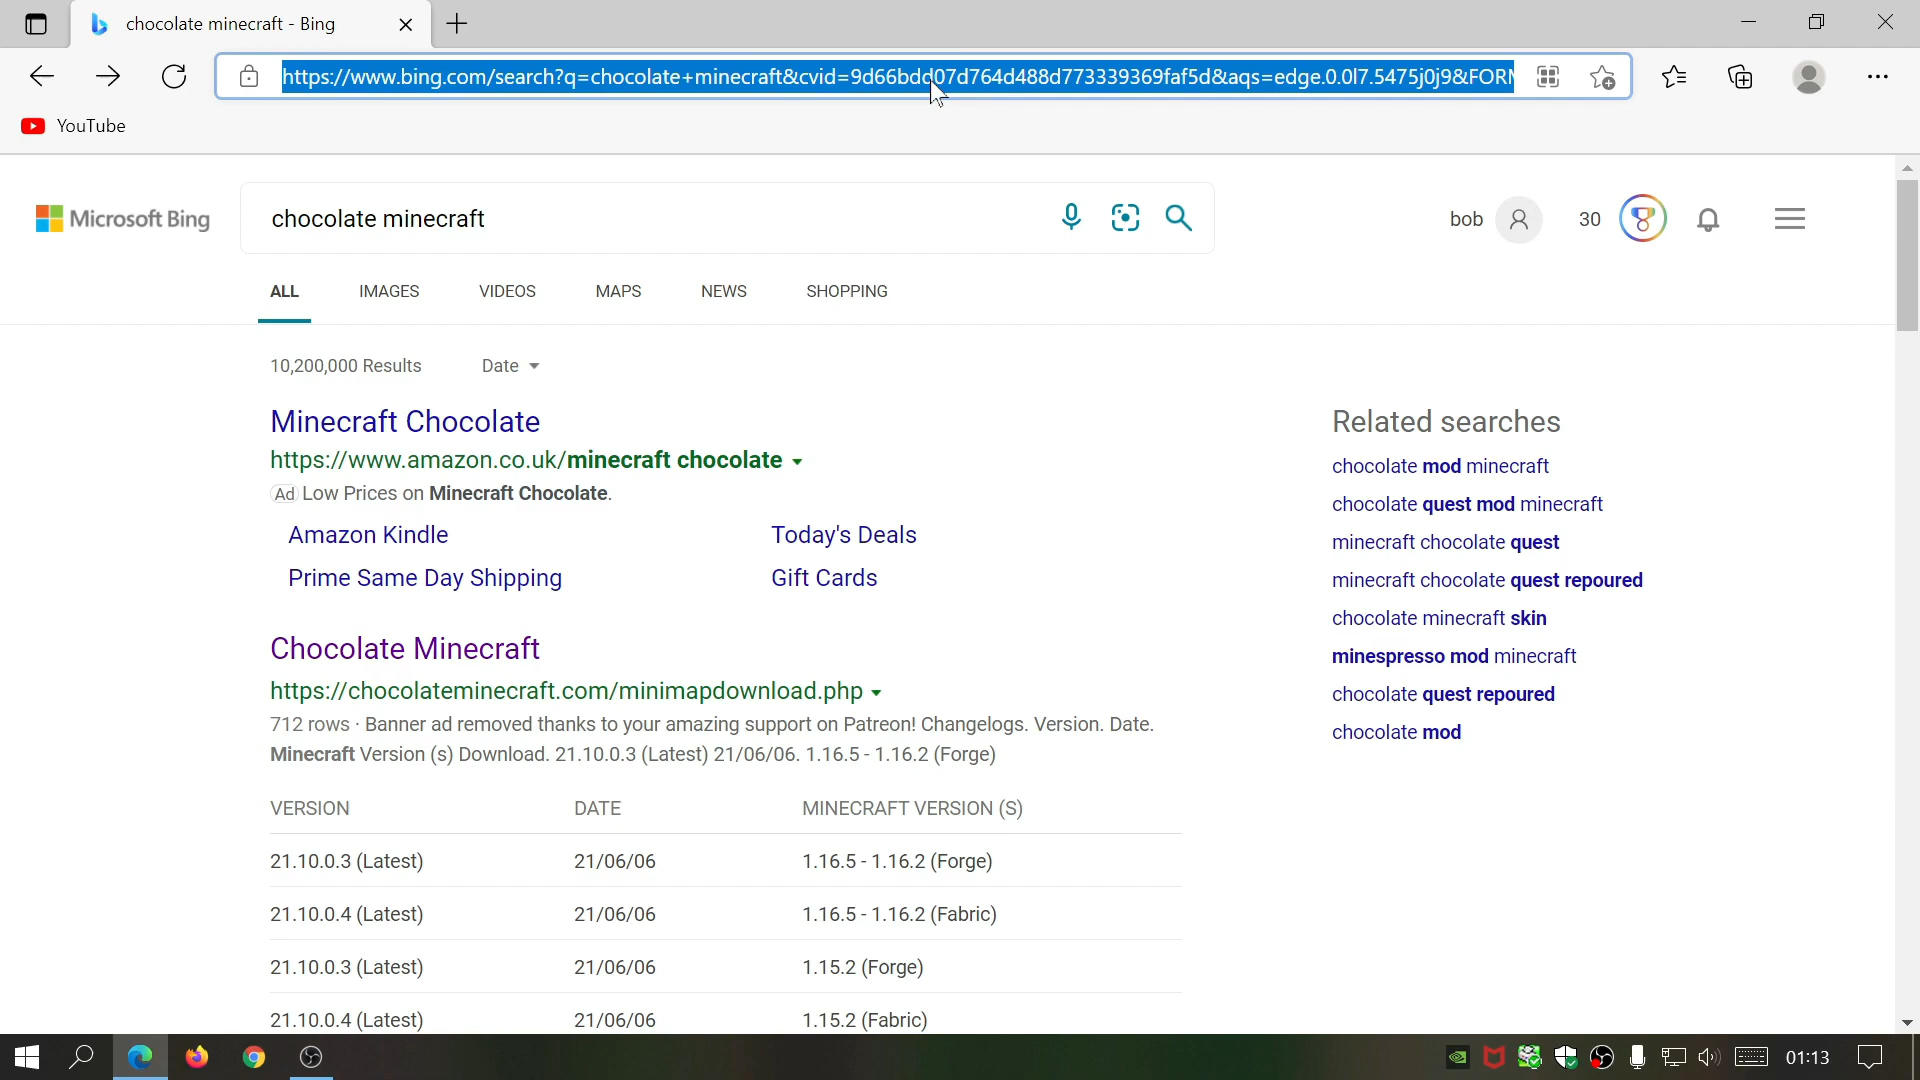 chocolate minecraft - Bing
https://www.bing.com/search?q=chocolate+minecraft&cvid=9d66bdd07d764d488d773339369faf5d&aqs=edge.0.0l7.5475j0j9&FORM
YouTube
Microsoft Bing
chocolate minecraft
bob
30
ALL IMAGES VIDEOS MAPS NEWS SHOPPING
10,200,000 Results Date
Minecraft Chocolate
https://www.amazon.co.uk/minecraft chocolate
Ad Low Prices on Minecraft Chocolate.
Amazon Kindle Today's Deals
Prime Same Day Shipping Gift Cards
Chocolate Minecraft
https://chocolateminecraft.com/minimapdownload.php
712 rows · Banner ad removed thanks to your amazing support on Patreon! Changelogs. Version. Date.
Minecraft Version (s) Download. 21.10.0.3 (Latest) 21/06/06. 1.16.5 - 1.16.2 (Forge)
VERSION DATE MINECRAFT VERSION (S)
21.10.0.3 (Latest) 21/06/06 1.16.5 - 1.16.2 (Forge)
21.10.0.4 (Latest) 21/06/06 1.16.5 - 1.16.2 (Fabric)
21.10.0.3 (Latest) 21/06/06 1.15.2 (Forge)
21.10.0.4 (Latest) 21/06/06 1.15.2 (Fabric)
Related searches
chocolate mod minecraft
chocolate quest mod minecraft
minecraft chocolate quest
minecraft chocolate quest repoured
chocolate minecraft skin
minespresso mod minecraft
chocolate quest repoured
chocolate mod
01:13